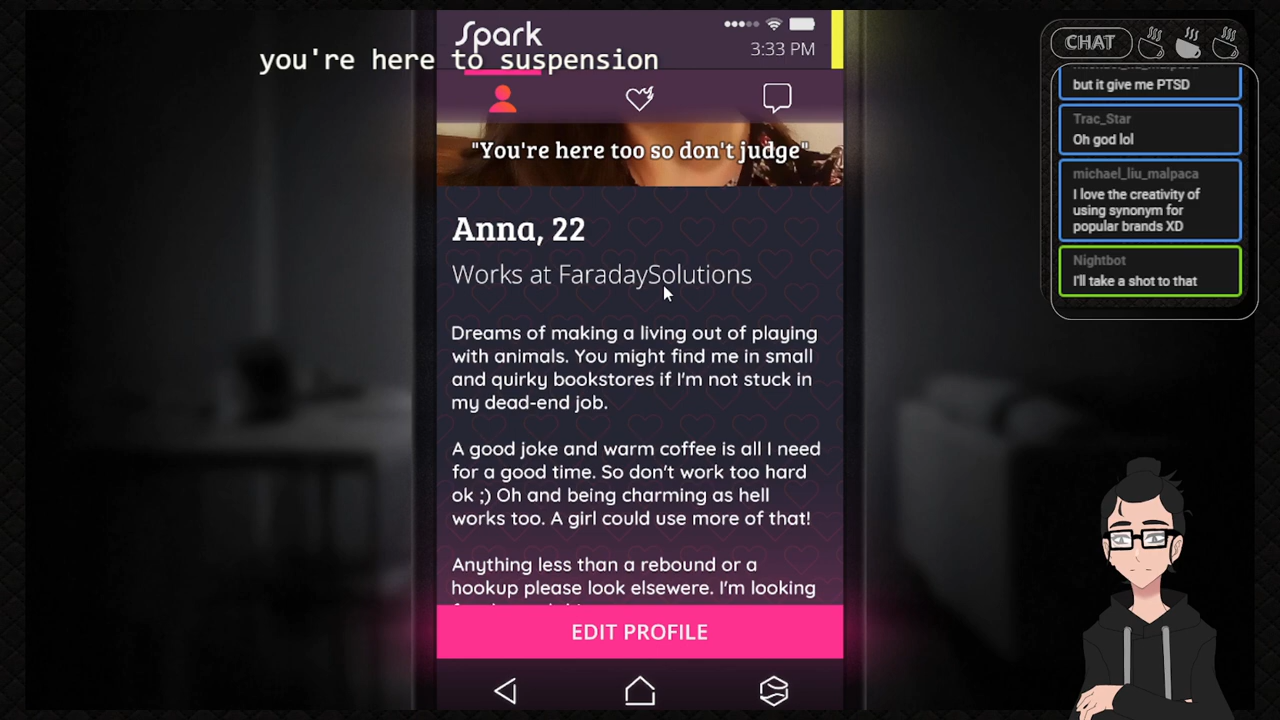 Spark
3:33 PM
you're here to suspension
"You're here too so don't judge"
Anna, 22
Works at FaradaySolutions
Dreams of making a living out of playing
with animals. You might find me in small
and quirky bookstores if I'm not stuck in
my dead-end job.
A good joke and warm coffee is all I need
for a good time. So don't work too hard
ok ;) Oh and being charming as hell
works too. A girl could use more of that!
Anything less than a rebound or a
hookup please look elsewere. I'm looking
EDIT PROFILE
CHAT
but it give me PTSD
Trac_Star
Oh god lol
michael_liu_malpaca
I love the creativity of
using synonym for
popular brands XD
Nightbot
I'll take a shot to that